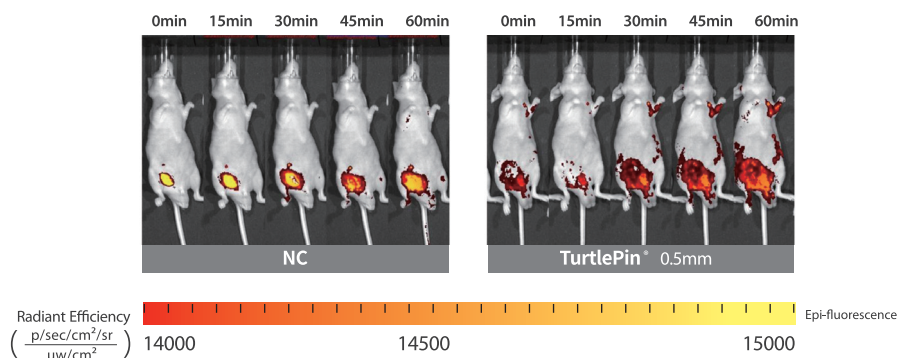 0min 15min 30min 45min 60min
0min 15min 30min 45min 60min
NC
TurtlePin® 0.5mm
Radiant Efficiency
(p/sec/cm²/sr
uw/cm²)
14000 14500 15000
Epi-fluorescence